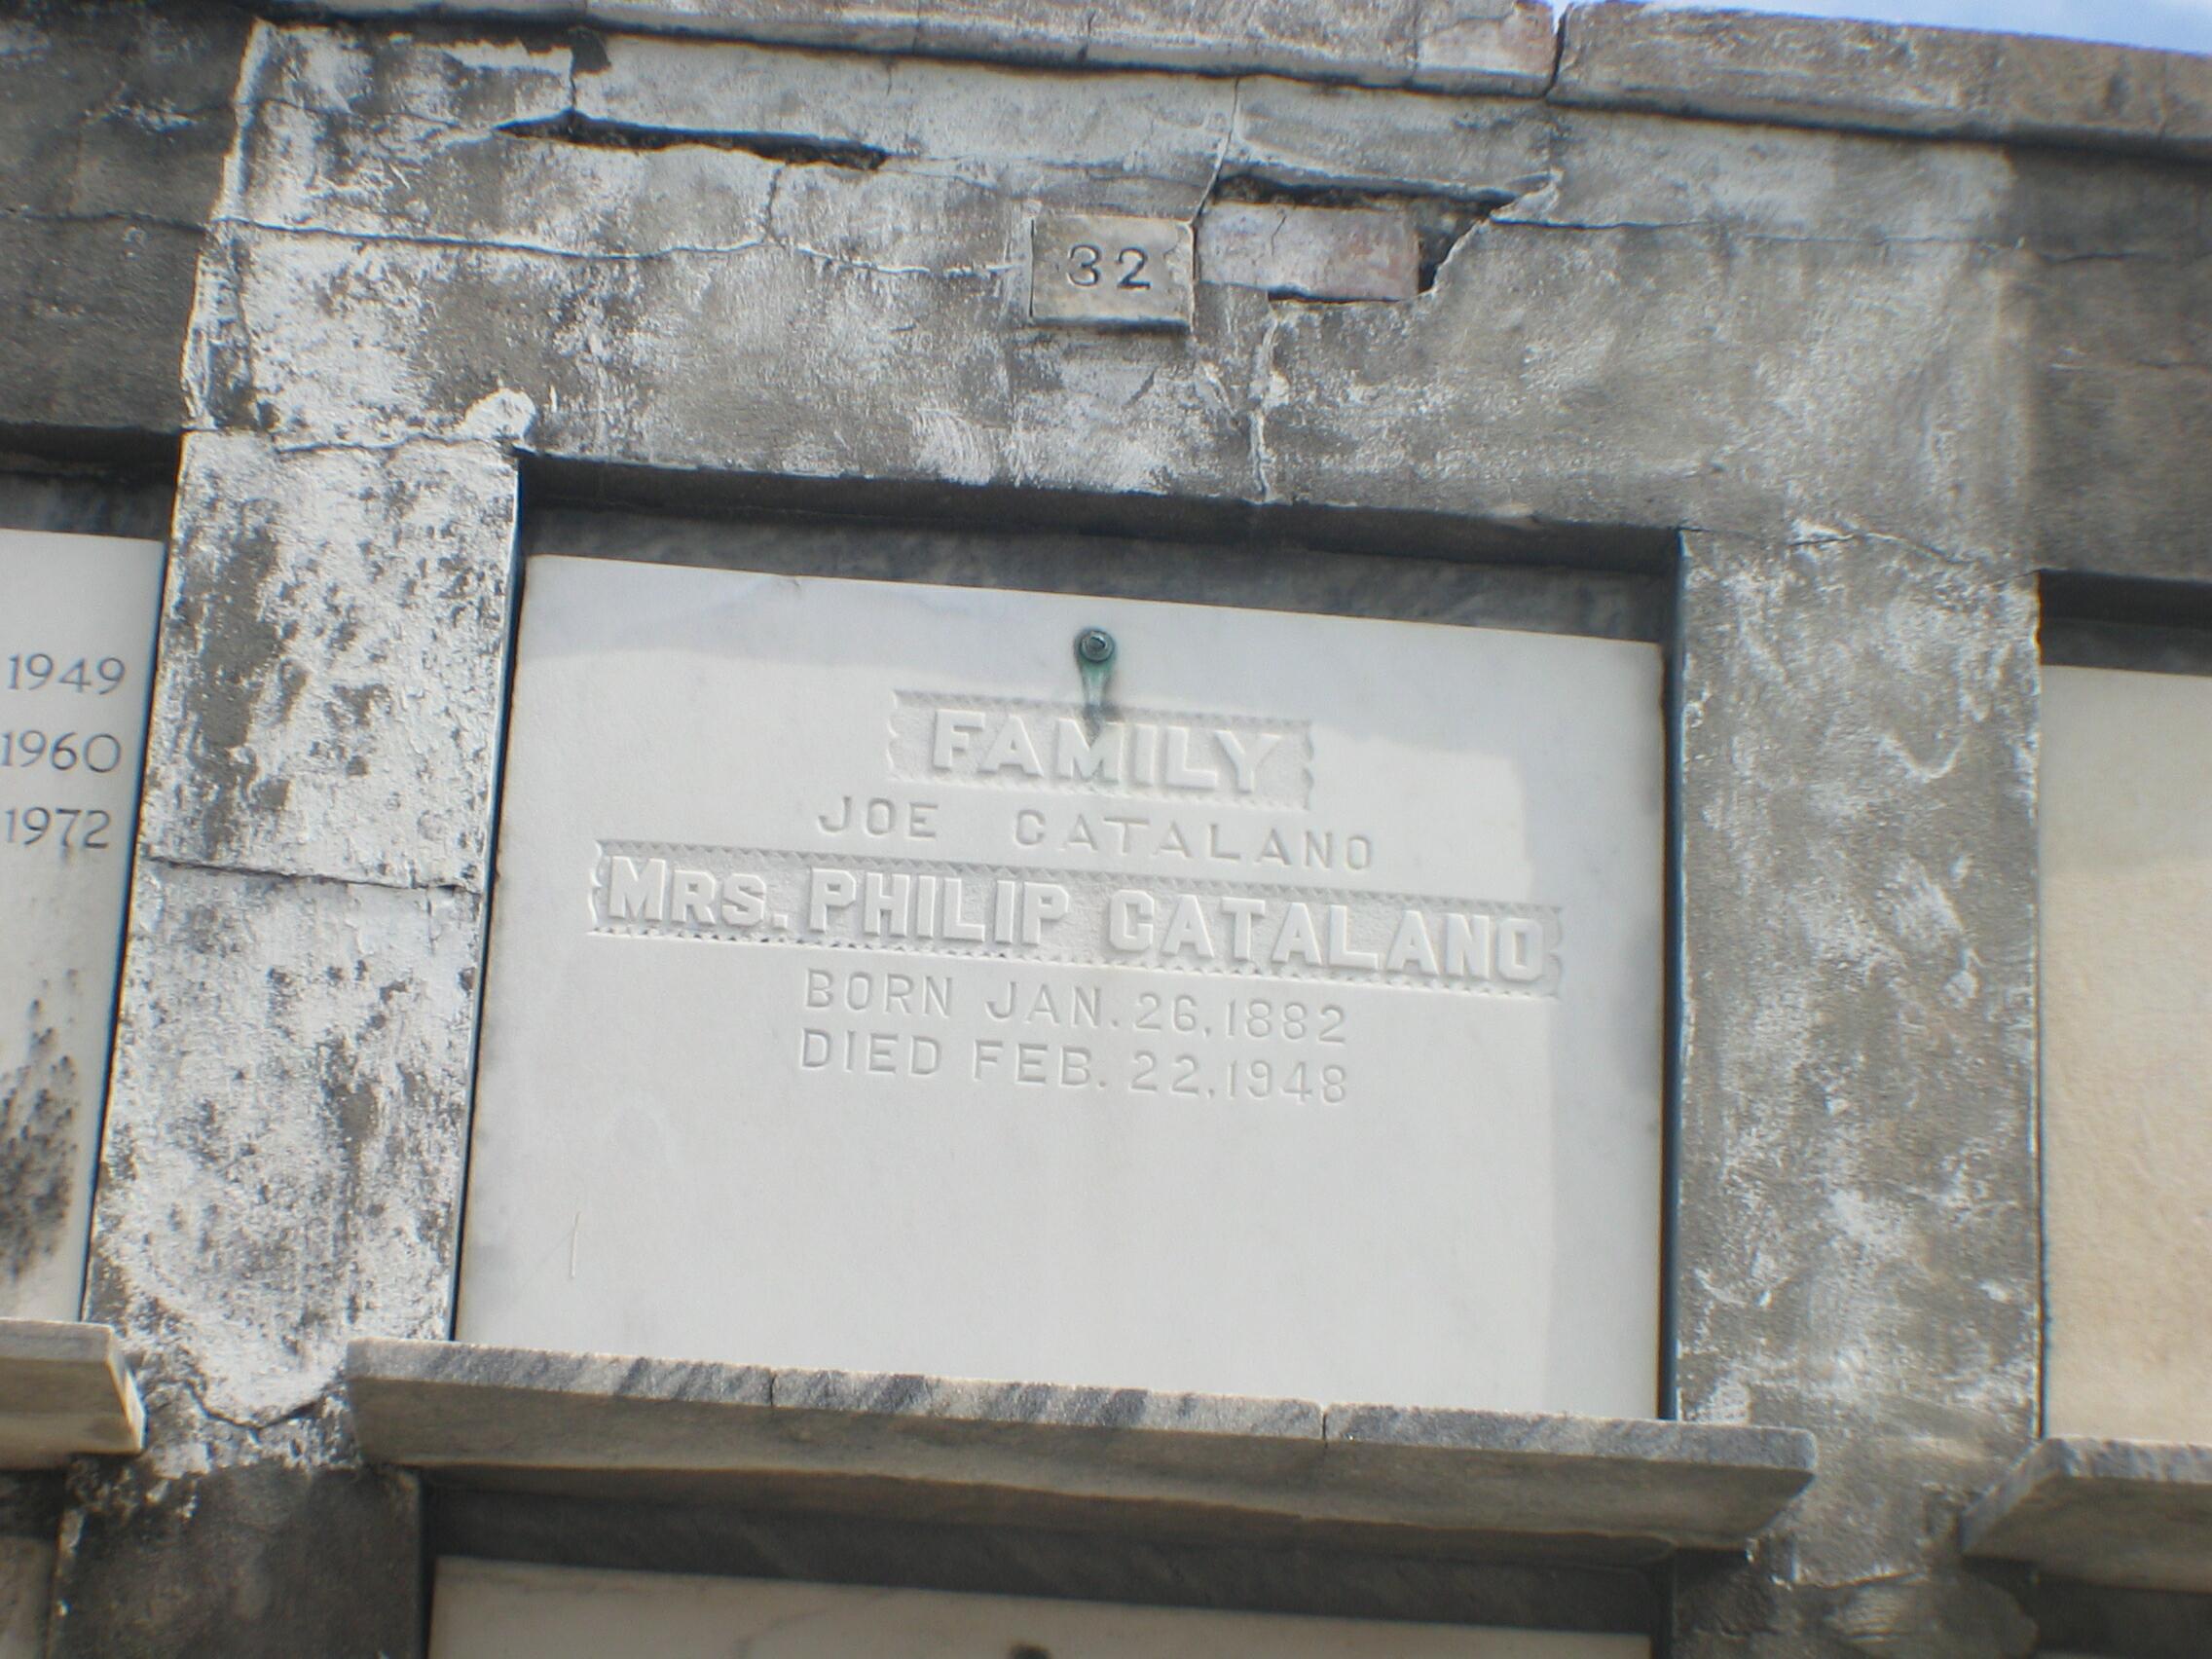 32
1949
1960
1972
FAMILY
JOE CATALANO
MRS. PHILIP CATALANO
BORN JAN. 26, 1882
DIED FEB. 22, 1948